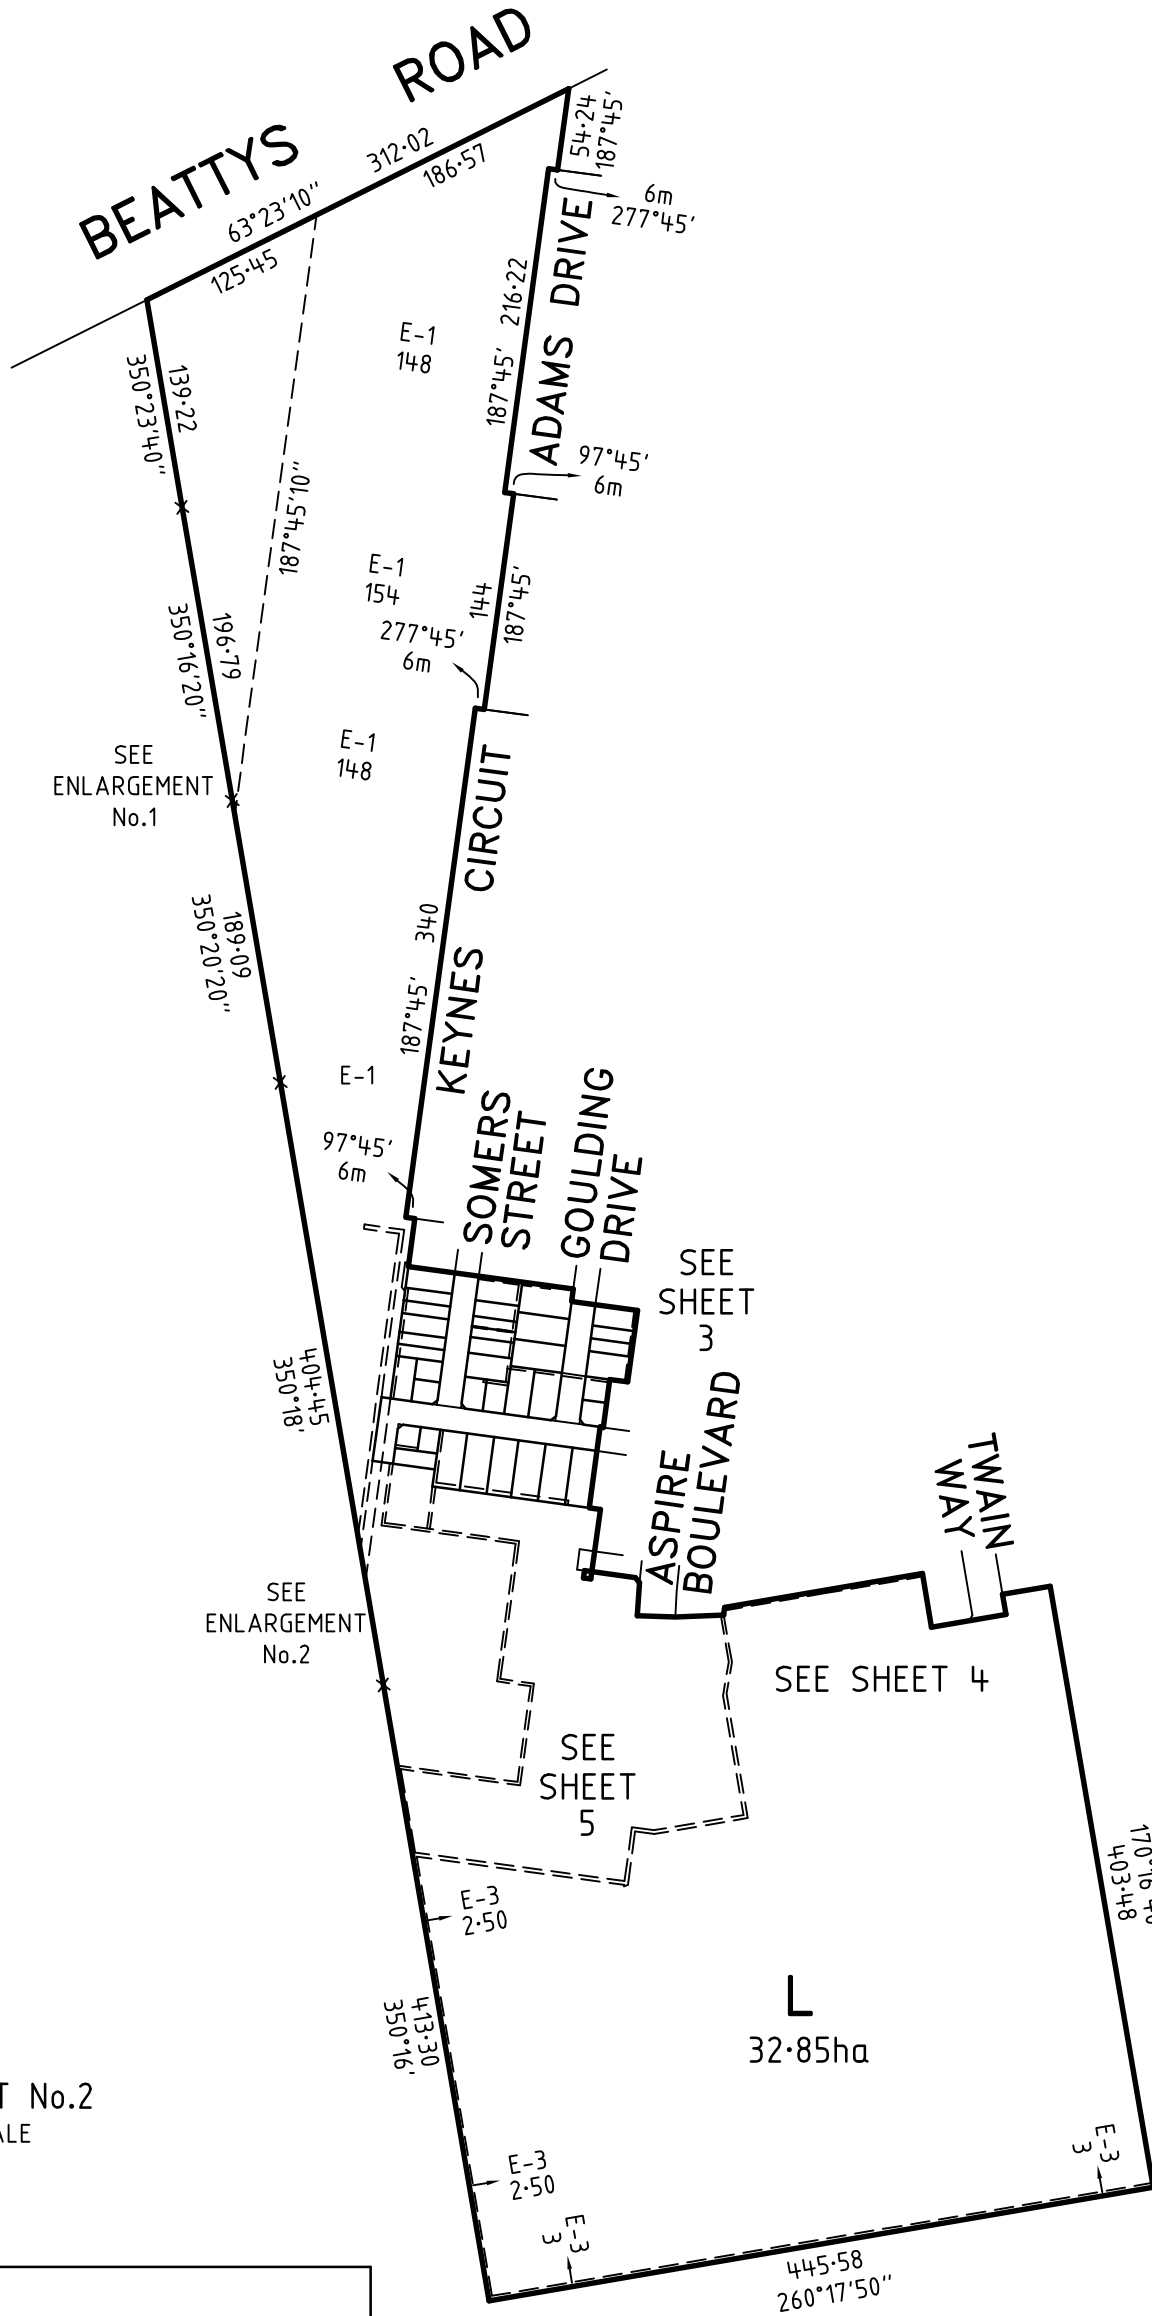 BEATTYS ROAD
312·02
63°23'10"
186·57
125·45
54·24
187°45'
6m
277°45'
216·22
187°45'
ADAMS DRIVE
E-1
148
139·22
350°23'40"
97°45'
6m
187°45'10"
E-1
154
144
187°45'
196·79
350°16'20"
277°45'
6m
SEE
ENLARGEMENT
No.1
E-1
148
KEYNES CIRCUIT
340
187°45'
189·09
350°20'20"
E-1
97°45'
6m
SOMERS
STREET
GOULDING
DRIVE
SEE
SHEET
3
404·45
350°18'
ASPIRE
BOULEVARD
TWAIN
WAY
SEE
ENLARGEMENT
No.2
SEE SHEET 4
SEE
SHEET
5
403·48
E-3
2·50
L
32·85ha
413·30
350°16'
T No.2
ALE
E-3
2·50
E-3
3
E-3
3
445·58
260°17'50"